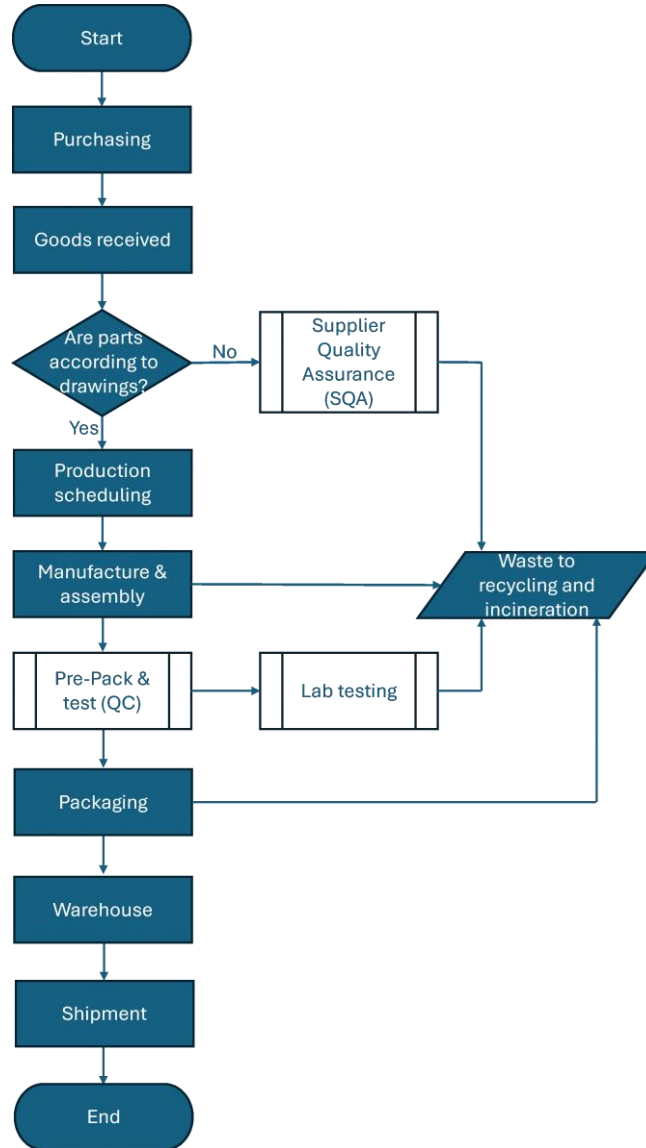 Start
Purchasing
Goods received
Are parts
according to
drawings?
No
Supplier
Quality
Assurance
(SQA)
Yes
Production
scheduling
Manufacture &
assembly
Waste to
recycling and
incineration
Pre-Pack &
test (QC)
Lab testing
Packaging
Warehouse
Shipment
End